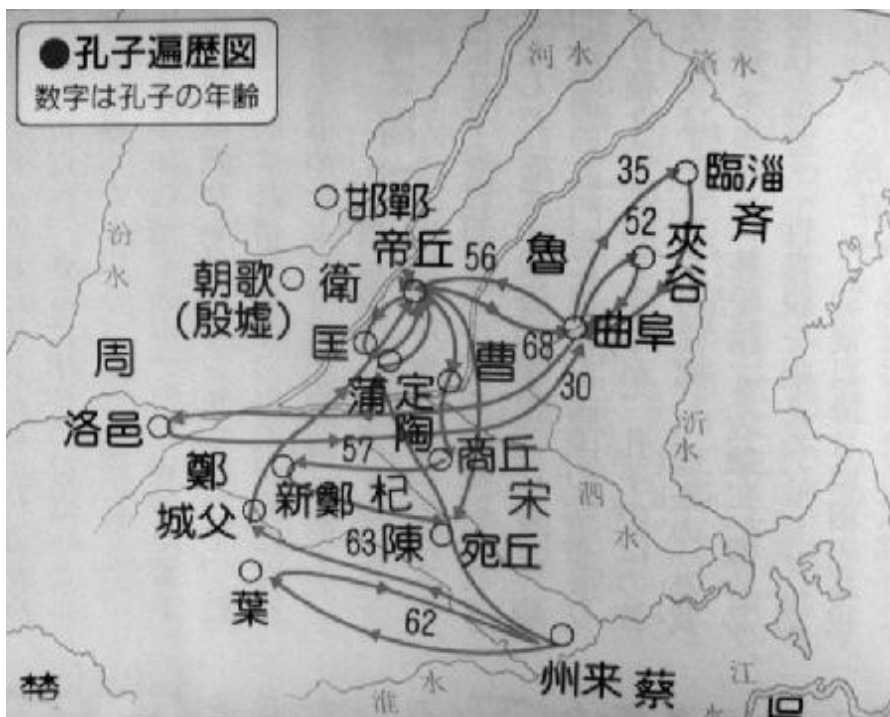 ●孔子遍歴図
数字は孔子の年齢
河水
済水
汾水
邯鄲
35
臨淄
斉
52
夾谷
帝丘
56
魯
朝歌
(殷墟)
衛
匡
68
曲阜
曹
周
蒲
定陶
30
洛邑
沂水
57
商丘
鄭
新鄭
杞
宋
泗水
城父
63
陳
宛丘
葉
62
州来
蔡
楚
淮水
江水